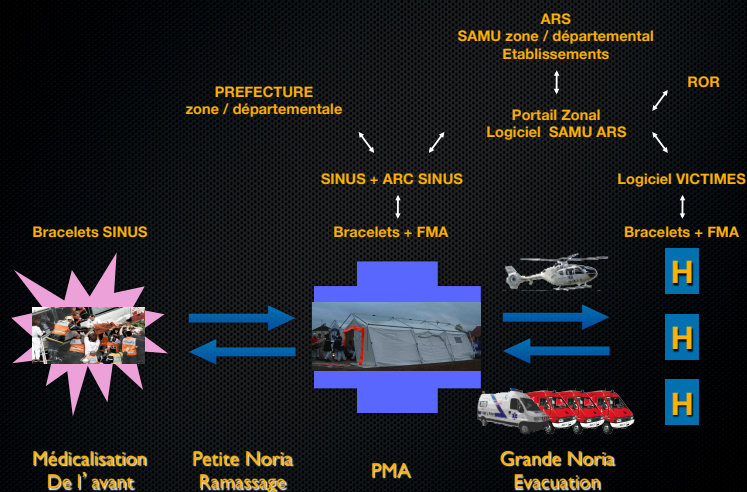 ARS
SAMU zone / départemental
Etablissements
ROR
PREFECTURE
zone / départementale
Portail Zonal
Logiciel SAMU ARS
SINUS + ARC SINUS
Logiciel VICTIMES
Bracelets SINUS
Bracelets + FMA
Bracelets + FMA
H
H
H
Médicalisation
De l’avant
Petite Noria
Ramassage
PMA
Grande Noria
Evacuation